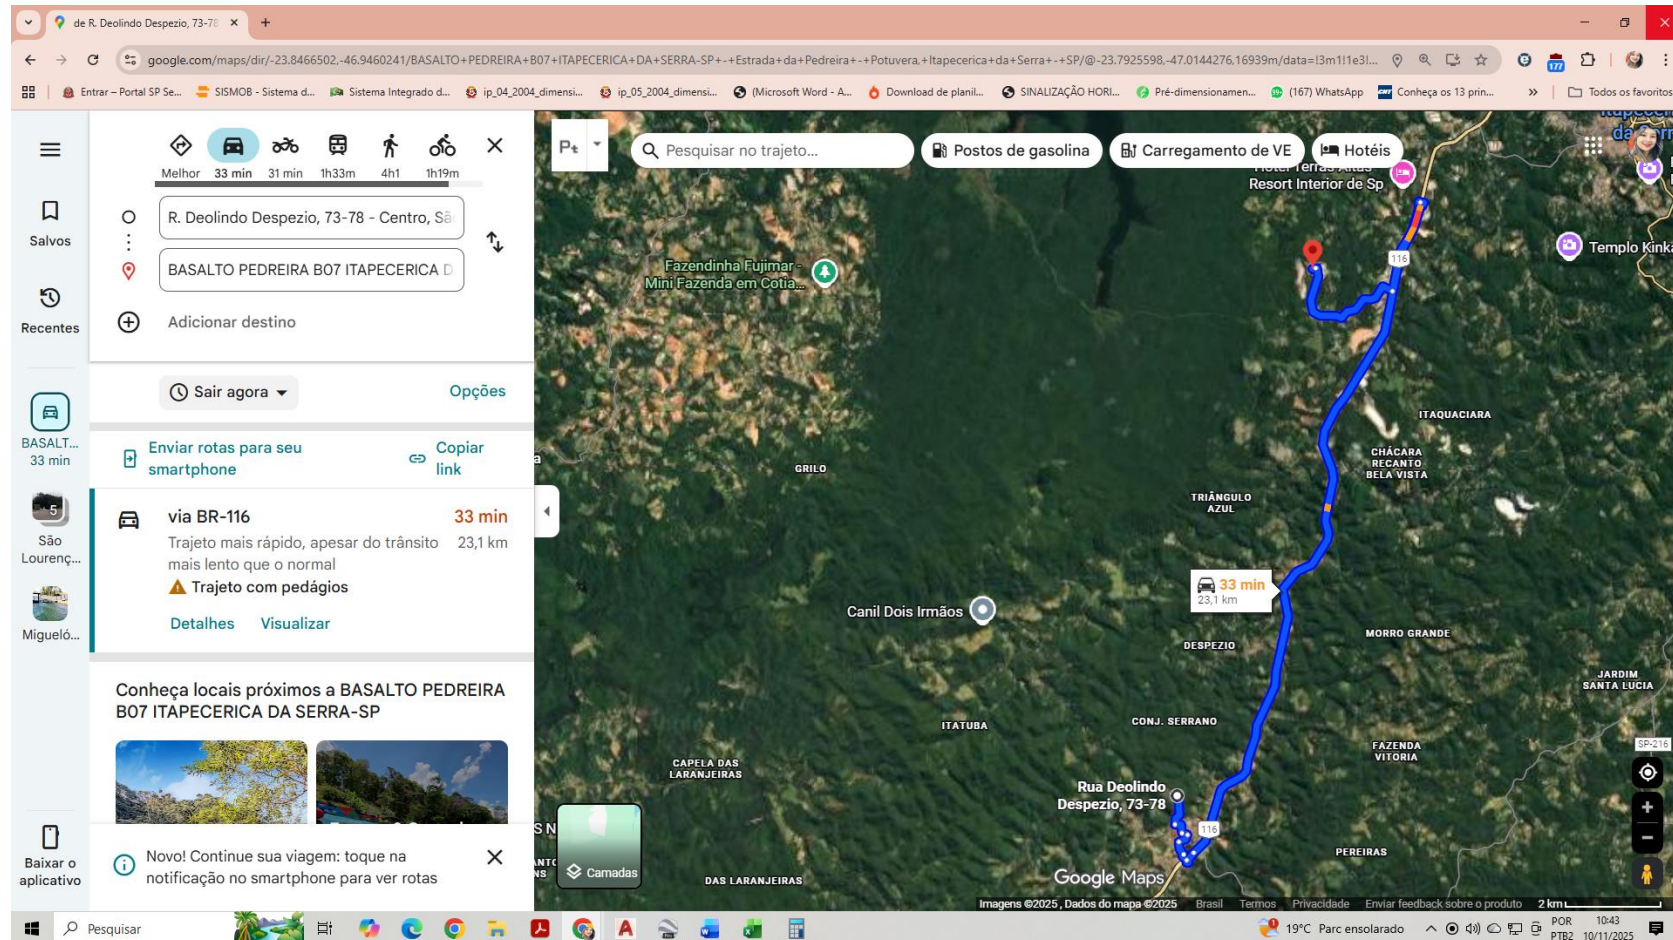 de R. Deolindo Despezio, 73-78
google.com/maps/dir/-23.8466502,-46.9460241/BASALTO+PEDREIRA+B07+ITAPECERICA+DA+SERRA-SP+-+Estrada+da+Pedreira+-+Potuvera,+Itapecerica+da+Serra+-+SP/@-23.7925598,-47.0144276,16939m/data=!3m1!1e3!...
177
Entrar – Portal SP Se...
SISMOB - Sistema d...
Sistema Integrado d...
ip_04_2004_dimensi...
ip_05_2004_dimensi...
(Microsoft Word - A...
Download de planil...
SINALIZAÇÃO HORI...
Pré-dimensionamen...
(167) WhatsApp
Conheça os 13 prin...
»
Todos os favoritos
Salvos
Recentes
BASALT...
33 min
5
São
Lourenç...
Migueló...
Baixar o
aplicativo
Melhor
33 min
31 min
1h33m
4h1
1h19m
R. Deolindo Despezio, 73-78 - Centro, Sã
BASALTO PEDREIRA B07 ITAPECERICA D
Adicionar destino
Sair agora
Opções
Enviar rotas para seu
smartphone
Copiar
link
via BR-116
33 min
Trajeto mais rápido, apesar do trânsito
23,1 km
mais lento que o normal
Trajeto com pedágios
Detalhes
Visualizar
Conheça locais próximos a BASALTO PEDREIRA
B07 ITAPECERICA DA SERRA-SP
Novo! Continue sua viagem: toque na
notificação no smartphone para ver rotas
Pt
Pesquisar no trajeto...
Postos de gasolina
Carregamento de VE
Hotéis
Hotel Terras Altas
Resort Interior de Sp
Templo Kinka
116
Fazendinha Fujimar -
Mini Fazenda em Cotia...
ITAQUACIARA
CHÁCARA
RECANTO
BELA VISTA
GRILO
TRIÂNGULO
AZUL
33 min
23,1 km
Canil Dois Irmãos
MORRO GRANDE
DESPEZIO
JARDIM
SANTA LUCIA
ITATUBA
CONJ. SERRANO
FAZENDA
VITORIA
SP-216
CAPELA DAS
LARANJEIRAS
Rua Deolindo
Despezio, 73-78
116
PEREIRAS
Camadas
DAS LARANJEIRAS
Google Maps
Imagens ©2025 , Dados do mapa ©2025
Brasil
Termos
Privacidade
Enviar feedback sobre o produto
2 km
Pesquisar
19°C Parc ensolarado
POR
PTB2
10:43
10/11/2025